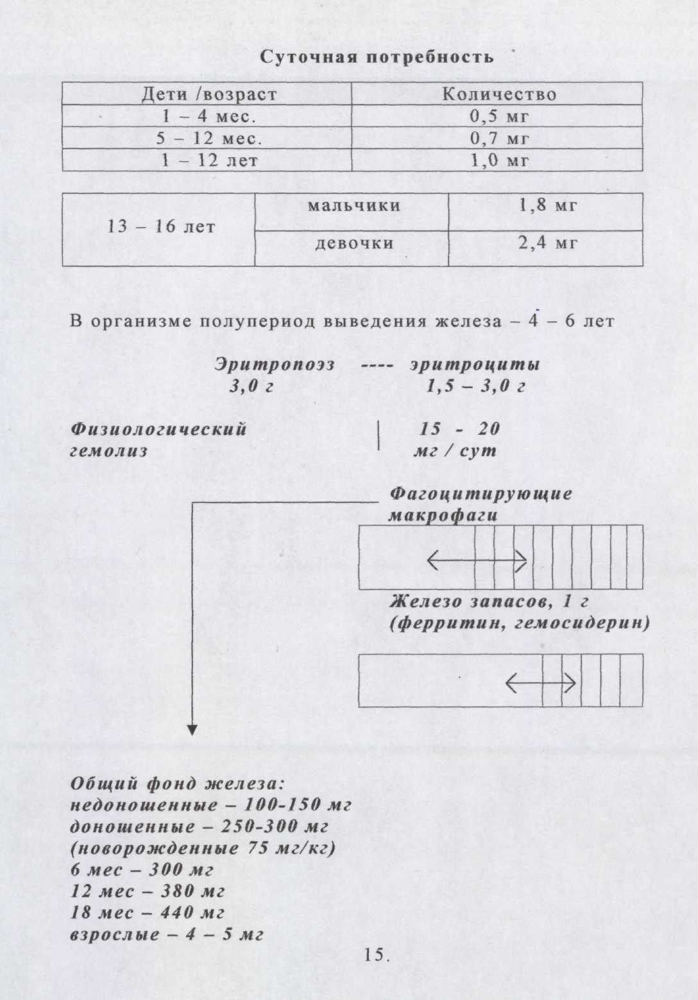 Суточная потребность
Дети /возраст Количество
1 – 4 мес. 0,5 мг
5 – 12 мес. 0,7 мг
1 – 12 лет 1,0 мг
13 – 16 лет мальчики 1,8 мг
девочки 2,4 мг
В организме полупериод выведения железа – 4 – 6 лет
Эритропоэз ---- эритроциты
3,0 г 1,5 – 3,0 г
Физиологический 15 - 20
гемолиз мг / сут
Фагоцитирующие
макрофаги
Железо запасов, 1 г
(ферритин, гемосидерин)
Общий фонд железа:
недоношенные – 100-150 мг
доношенные – 250-300 мг
(новорожденные 75 мг/кг)
6 мес – 300 мг
12 мес – 380 мг
18 мес – 440 мг
взрослые – 4 – 5 мг
15.